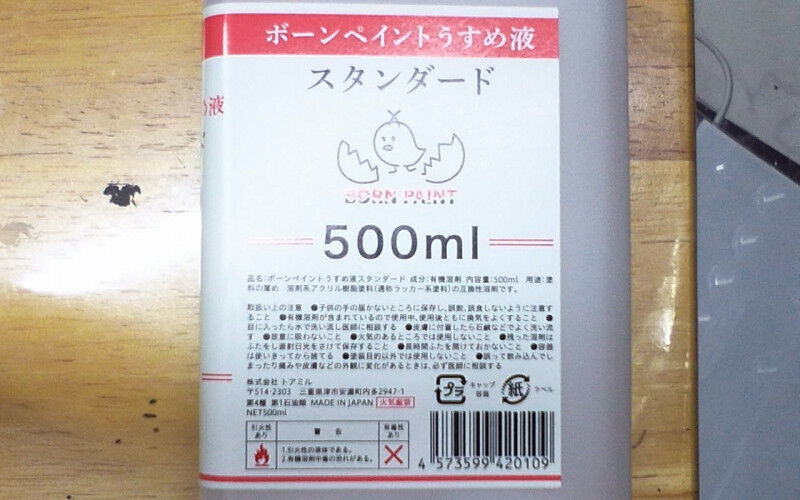 ボーンペイントうすめ液
め液
スタンダード
BORN PAINT
500ml
品名:ボーンペイントうすめ液スタンダード 成分:有機溶剤 内容量:500ml 用途:塗
料の薄め 溶剤系アクリル樹脂塗料(通称ラッカー系塗料)の互換性溶剤です。
取扱い上の注意 ●子供の手の届かないところに保存し、誤飲、誤食しないように注意す
ること ●有機溶剤が含まれているので使用中、使用後ともに換気をよくすること ●
目に入ったら水で洗い流し医師に相談する ●皮膚に付着したら石鹸などでよく洗い流
す ●故意に吸わないこと ●火気のあるところでは使用しないこと ●残った溶剤は
ふたをし直射日光をさけて保存すること ●長時間ふたを開けておかないこと ●容器
は使いきってから捨てる ●塗装目的以外では使用しないこと ●誤って飲み込んでし
まったり痛みや皮膚などの外観に変化があるときは、必ず医師に相談する
株式会社 トアミル
〒514-2303 三重県津市安濃町内多2947-1
第4類 第1石油類 MADE IN JAPAN 火気厳禁
NET500ml
プラ キャップ 容器 紙 ラベル
引火性あり 警告 有毒性あり
1.引火性の液体である。
2.有機溶剤中毒の恐れがある。
4 573599 420109